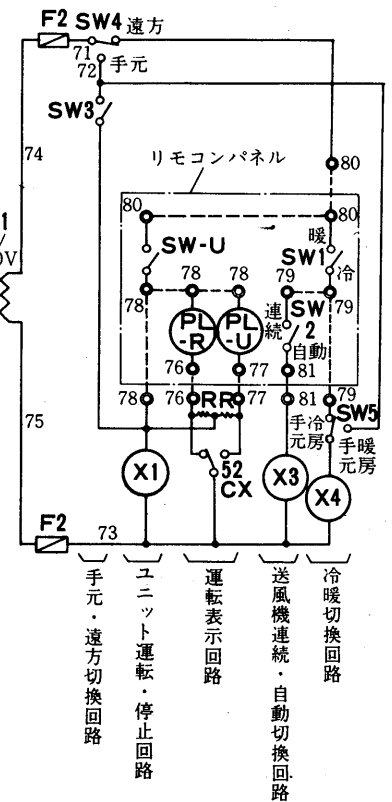 F2 SW4 遠方
71
72 手元
SW3
74
リモコンパネル
80
80 80
SW-U
暖
SW1
冷
78 78 78 79 79
PL-R
PL-U
連続
SW2
自動
76 77 81
78 76 RR 77 81 79
SW5
手元
冷房
手元
暖房
52
CX
X1
X3
X4
1
75
F2 73
手元・遠方切換回路
ユニット運転・停止回路
運転表示回路
送風機連続・自動切換回路
冷暖切換回路